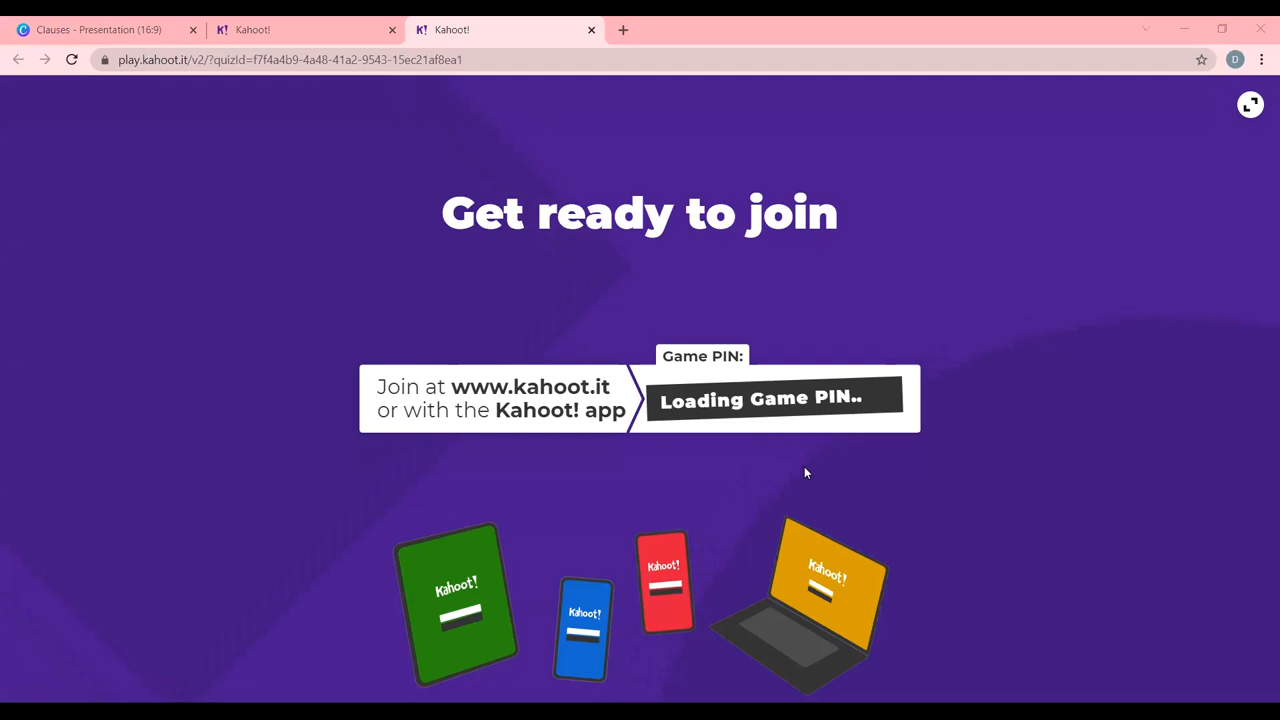 Clauses - Presentation (16:9)
K! Kahoot!
K! Kahoot!
play.kahoot.it/v2/?quizId=f7f4a4b9-4a48-41a2-9543-15ec21af8ea1
D
Get ready to join
Game PIN:
Join at www.kahoot.it
or with the Kahoot! app
Loading Game PIN..
Kahoot!
Kahoot!
Kahoot!
Kahoot!